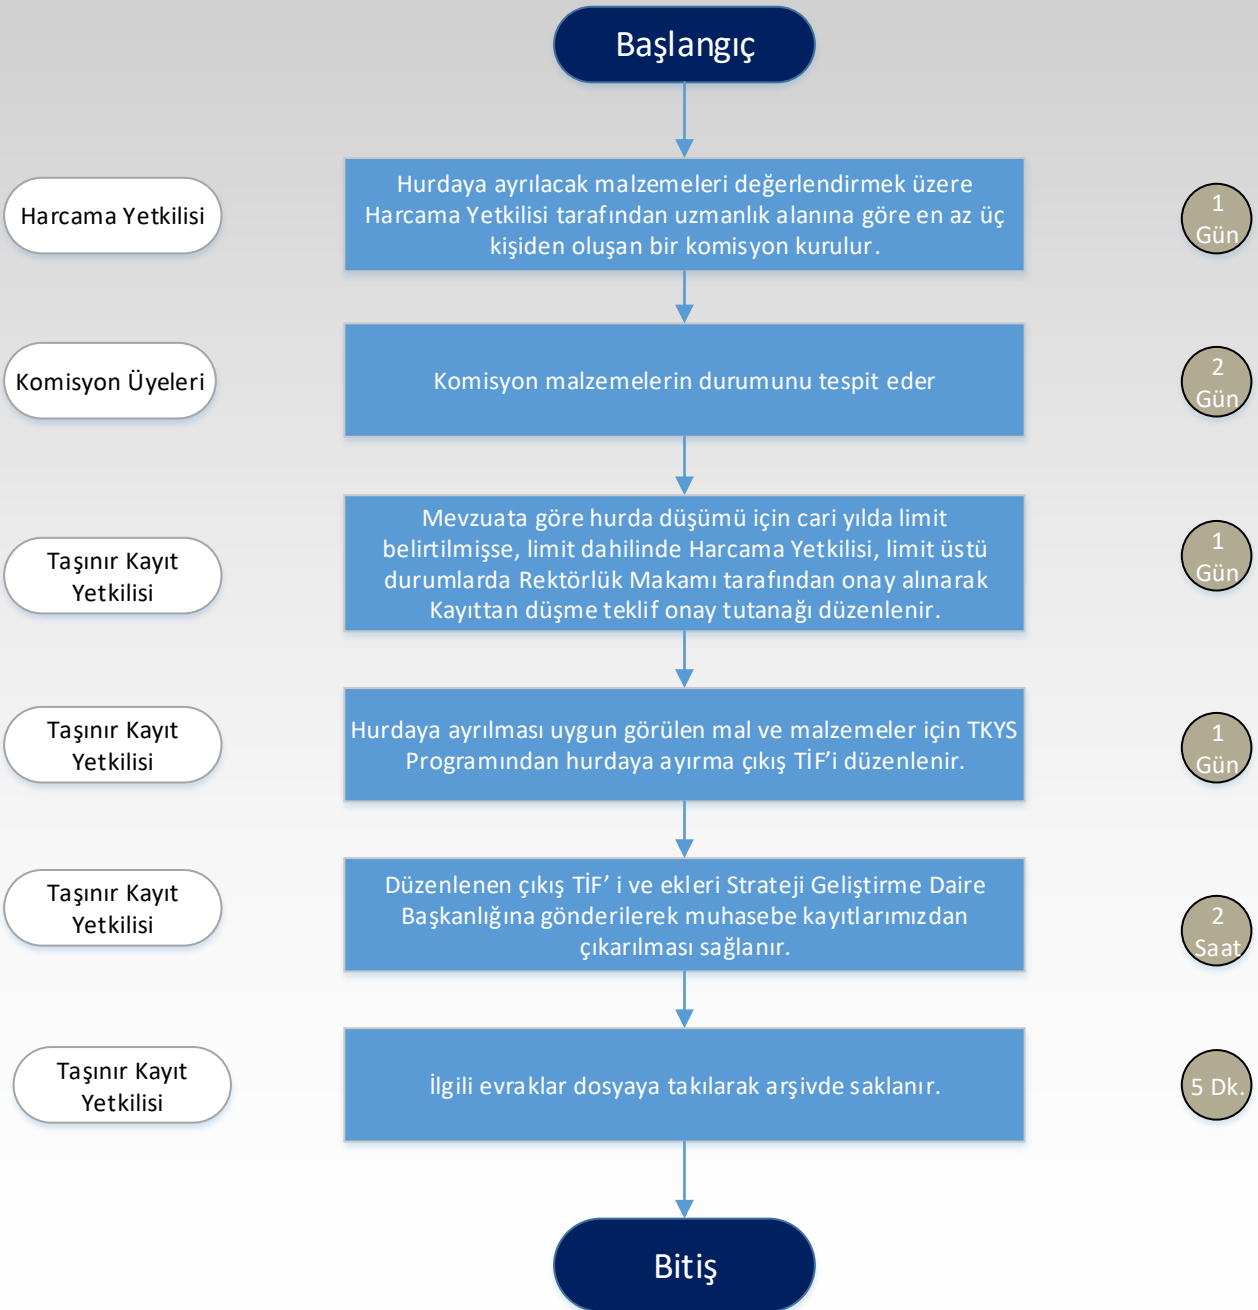 Başlangıç
Harcama Yetkilisi
Hurdaya ayrılacak malzemeleri değerlendirmek üzere
Harcama Yetkilisi tarafından uzmanlık alanına göre en az üç
kişiden oluşan bir komisyon kurulur.
1
Gün
Komisyon Üyeleri
Komisyon malzemelerin durumunu tespit eder
2
Gün
Taşınır Kayıt
Yetkilisi
Mevzuata göre hurda düşümü için cari yılda limit
belirtilmişse, limit dahilinde Harcama Yetkilisi, limit üstü
durumlarda Rektörlük Makamı tarafından onay alınarak
Kayıttan düşme teklif onay tutanağı düzenlenir.
1
Gün
Taşınır Kayıt
Yetkilisi
Hurdaya ayrılması uygun görülen mal ve malzemeler için TKYS
Programından hurdaya ayırma çıkış TİF’i düzenlenir.
1
Gün
Taşınır Kayıt
Yetkilisi
Düzenlenen çıkış TİF’ i ve ekleri Strateji Geliştirme Daire
Başkanlığına gönderilerek muhasebe kayıtlarımızdan
çıkarılması sağlanır.
2
Saat
Taşınır Kayıt
Yetkilisi
İlgili evraklar dosyaya takılarak arşivde saklanır.
5 Dk.
Bitiş